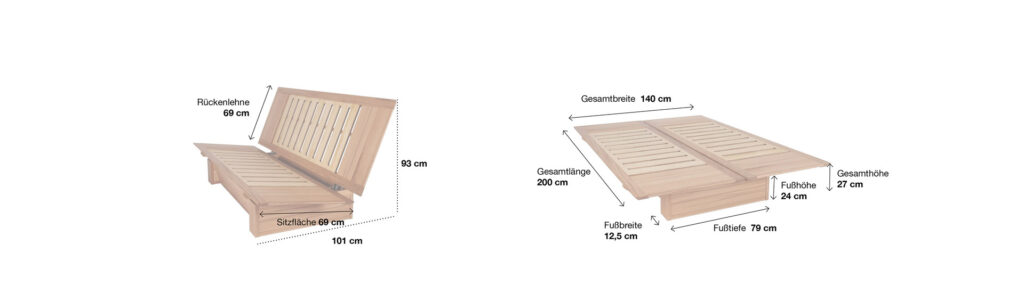 Rückenlehne
69 cm
93 cm
Sitzfläche 69 cm
101 cm
Gesamtbreite 140 cm
Gesamtlänge
200 cm
Gesamthöhe
27 cm
Fußhöhe
24 cm
Fußbreite
12,5 cm
Fußtiefe 79 cm